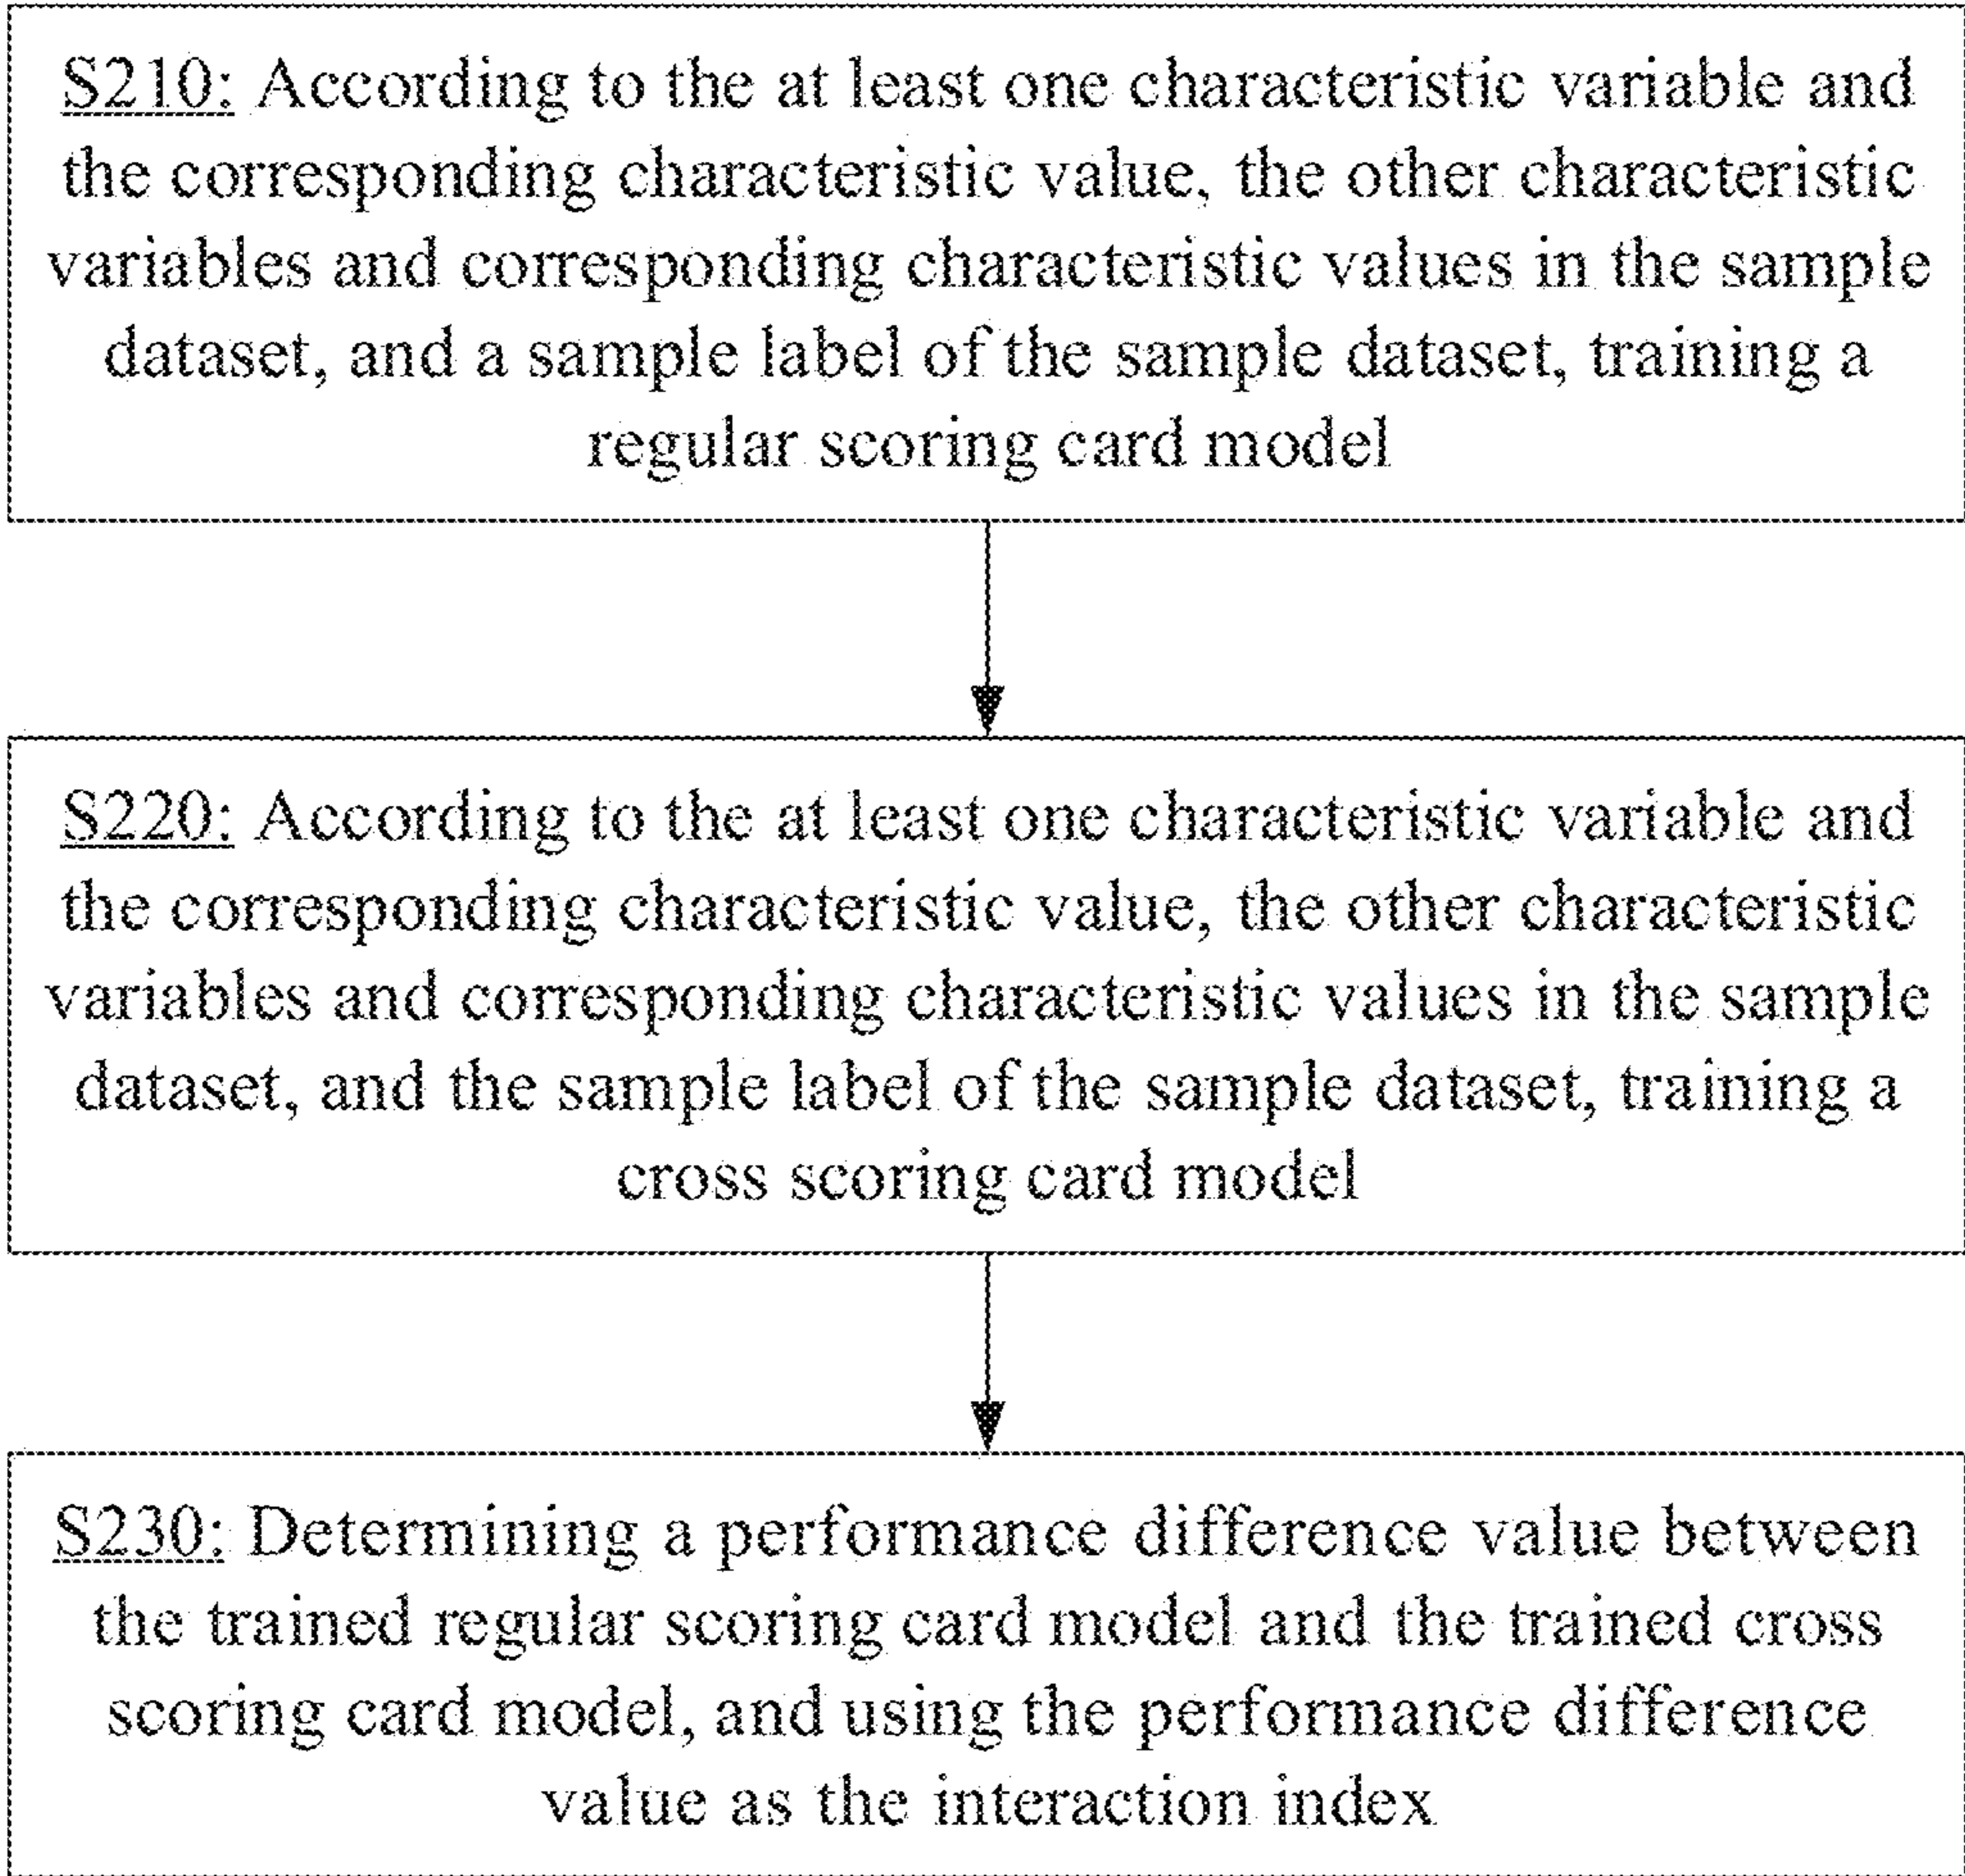 S210: According to the at least one characteristic variable and
the corresponding characteristic value, the other characteristic
variables and corresponding characteristic values in the sample
dataset, and a sample label of the sample dataset, training a
regular scoring card model
S220: According to the at least one characteristic variable and
the corresponding characteristic value, the other characteristic
variables and corresponding characteristic values in the sample
dataset, and the sample label of the sample dataset, training a
cross scoring card model
S230: Determining a performance difference value between
the trained regular scoring card model and the trained cross
scoring card model, and using the performance difference
value as the interaction index